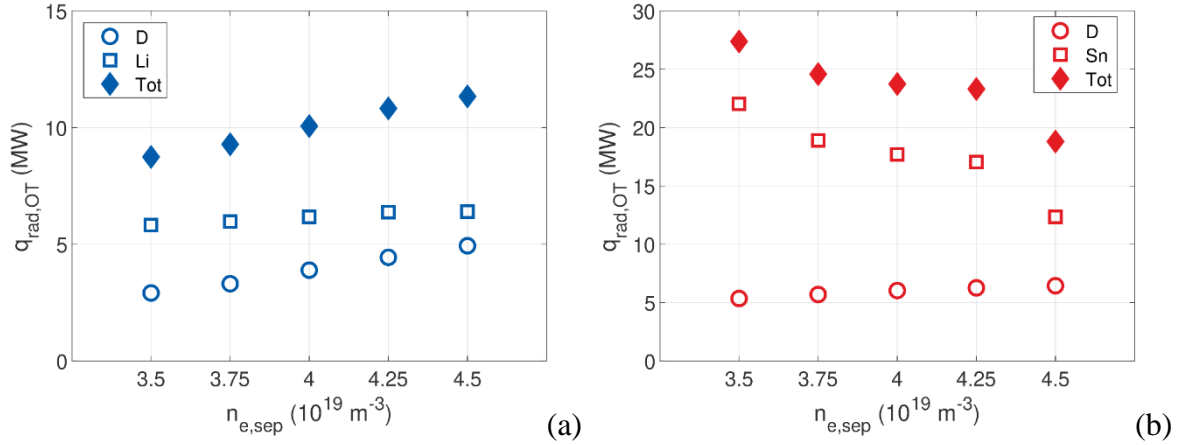 15
10
5
0
D
Li
Tot
3.5 3.75 4 4.25 4.5
q_rad,OT (MW)
n_e,sep (10^19 m^-3)
(a)
30
25
20
15
10
5
0
D
Sn
Tot
3.5 3.75 4 4.25 4.5
q_rad,OT (MW)
n_e,sep (10^19 m^-3)
(b)